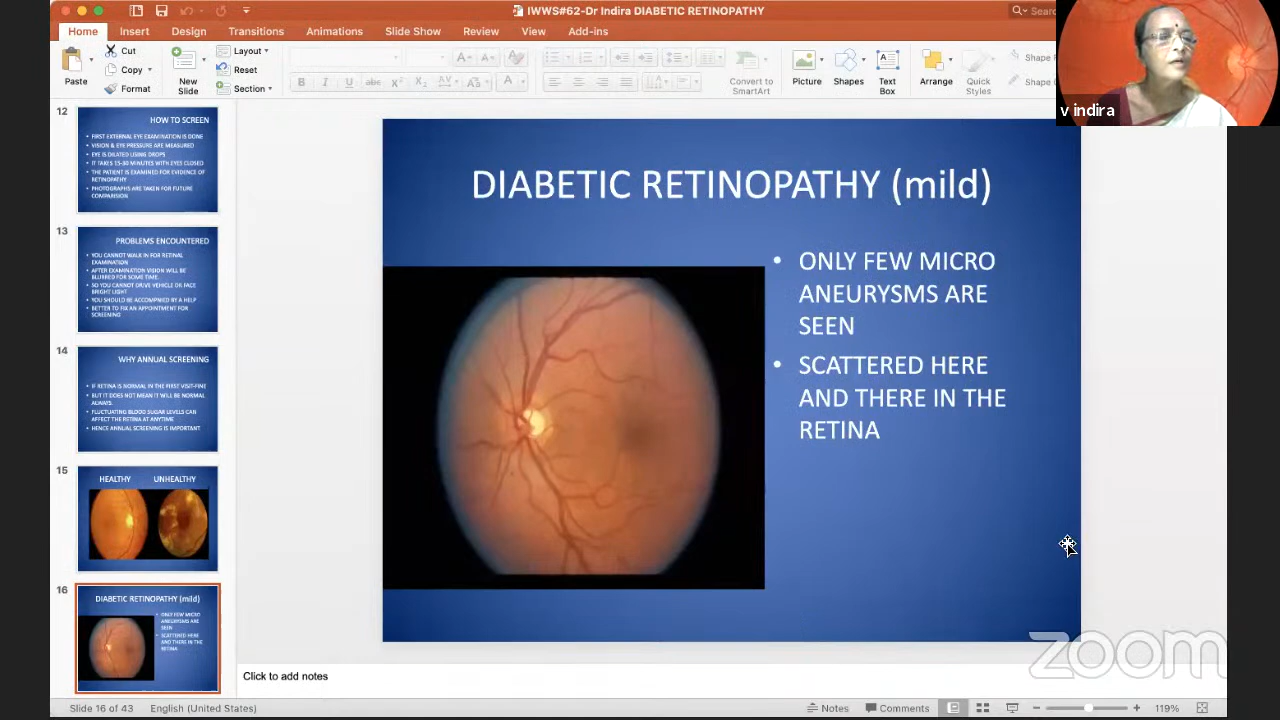 IWWS#62-Dr Indira DIABETIC RETINOPATHY
Home Insert Design Transitions Animations Slide Show Review View Add-ins
Paste
Cut
Copy
Format
New Slide
Layout
Reset
Section
Convert to SmartArt
Picture
Shapes
Text Box
Arrange
Quick Styles
v indira
12
HOW TO SCREEN
• FIRST EXTERNAL EYE EXAMINATION IS DONE
• VISION & EYE PRESSURE ARE MEASURED
• EYE IS DILATED USING DROPS
• IT TAKES 15-30 MINUTES WITH EYES CLOSED
• THE PATIENT IS EXAMINED FOR EVIDENCE OF
RETINOPATHY
• PHOTOGRAPHS ARE TAKEN FOR FUTURE
COMPARISION
13
PROBLEMS ENCOUNTERED
• YOU CANNOT WALK IN FOR RETINAL
EXAMINATION
• AFTER EXAMINATION VISION WILL BE
BLURRED FOR SOME TIME.
• SO YOU CANNOT DRIVE VEHICLE OR FACE
BRIGHT LIGHT
• YOU SHOULD BE ACCOMPANIED BY A HELP
• BETTER TO FIX AN APPOINTMENT FOR
SCREENING
14
WHY ANNUAL SCREENING
• IF RETINA IS NORMAL IN THE FIRST VISIT-FINE
• BUT IT DOES NOT MEAN IT WILL BE NORMAL
ALWAYS.
• FLUCTUATING BLOOD SUGAR LEVELS CAN
AFFECT THE RETINA AT ANYTIME
• HENCE ANNUAL SCREENING IS IMPORTANT
15
HEALTHY UNHEALTHY
16
DIABETIC RETINOPATHY (mild)
• ONLY FEW MICRO
ANEURYSMS ARE
SEEN
• SCATTERED HERE
AND THERE IN THE
RETINA
DIABETIC RETINOPATHY (mild)
• ONLY FEW MICRO
ANEURYSMS ARE
SEEN
• SCATTERED HERE
AND THERE IN THE
RETINA
zoom
Click to add notes
Slide 16 of 43 English (United States) Notes Comments 119%